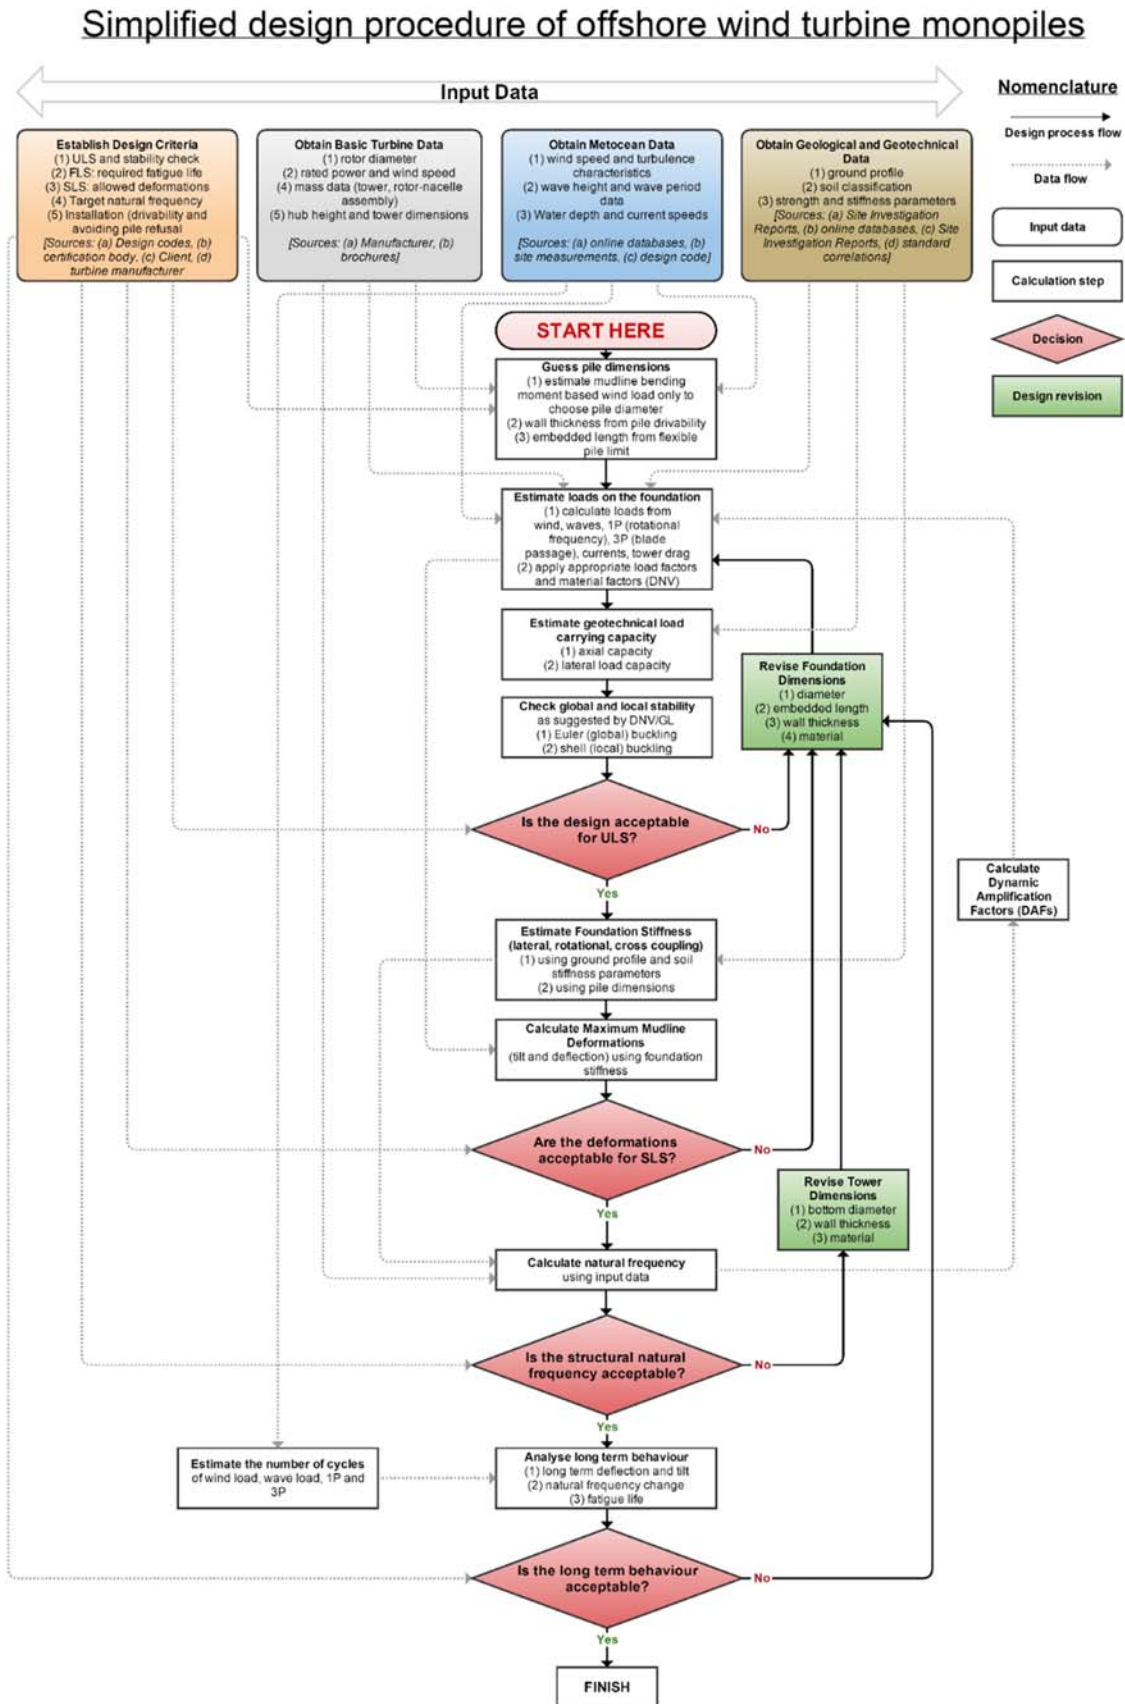 Simplified design procedure of offshore wind turbine monopiles
Input Data
Nomenclature
Design process flow
Data flow
Input data
Calculation step
Decision
Design revision
Establish Design Criteria
(1) ULS and stability check
(2) FLS: required fatigue life
(3) SLS: allowed deformations
(4) Target natural frequency
(5) Installation (drivability and
avoiding pile refusal
[Sources: (a) Design codes, (b)
certification body, (c) Client, (d)
turbine manufacturer
Obtain Basic Turbine Data
(1) rotor diameter
(2) rated power and wind speed
(4) mass data (tower, rotor-nacelle
assembly)
(5) hub height and tower dimensions
[Sources: (a) Manufacturer, (b)
brochures]
Obtain Metocean Data
(1) wind speed and turbulence
characteristics
(2) wave height and wave period
data
(3) Water depth and current speeds
[Sources: (a) online databases, (b)
site measurements, (c) design code]
Obtain Geological and Geotechnical
Data
(1) ground profile
(2) soil classification
(3) strength and stiffness parameters
[Sources: (a) Site Investigation
Reports, (b) online databases, (c) Site
Investigation Reports, (d) standard
correlations]
START HERE
Guess pile dimensions
(1) estimate mudline bending
moment based wind load only to
choose pile diameter
(2) wall thickness from pile drivability
(3) embedded length from flexible
pile limit
Estimate loads on the foundation
(1) calculate loads from
wind, waves, 1P (rotational
frequency), 3P (blade
passage), currents, tower drag
(2) apply appropriate load factors
and material factors (DNV)
Estimate geotechnical load
carrying capacity
(1) axial capacity
(2) lateral load capacity
Revise Foundation
Dimensions
(1) diameter
(2) embedded length
(3) wall thickness
(4) material
Check global and local stability
as suggested by DNV/GL
(1) Euler (global) buckling
(2) shell (local) buckling
Is the design acceptable
for ULS?
No
Yes
Calculate
Dynamic
Amplification
Factors (DAFs)
Estimate Foundation Stiffness
(lateral, rotational, cross coupling)
(1) using ground profile and soil
stiffness parameters
(2) using pile dimensions
Calculate Maximum Mudline
Deformations
(tilt and deflection) using foundation
stiffness
Are the deformations
acceptable for SLS?
No
Yes
Revise Tower
Dimensions
(1) bottom diameter
(2) wall thickness
(3) material
Calculate natural frequency
using input data
Is the structural natural
frequency acceptable?
No
Yes
Estimate the number of cycles
of wind load, wave load, 1P and
3P
Analyse long term behaviour
(1) long term deflection and tilt
(2) natural frequency change
(3) fatigue life
Is the long term behaviour
acceptable?
No
Yes
FINISH